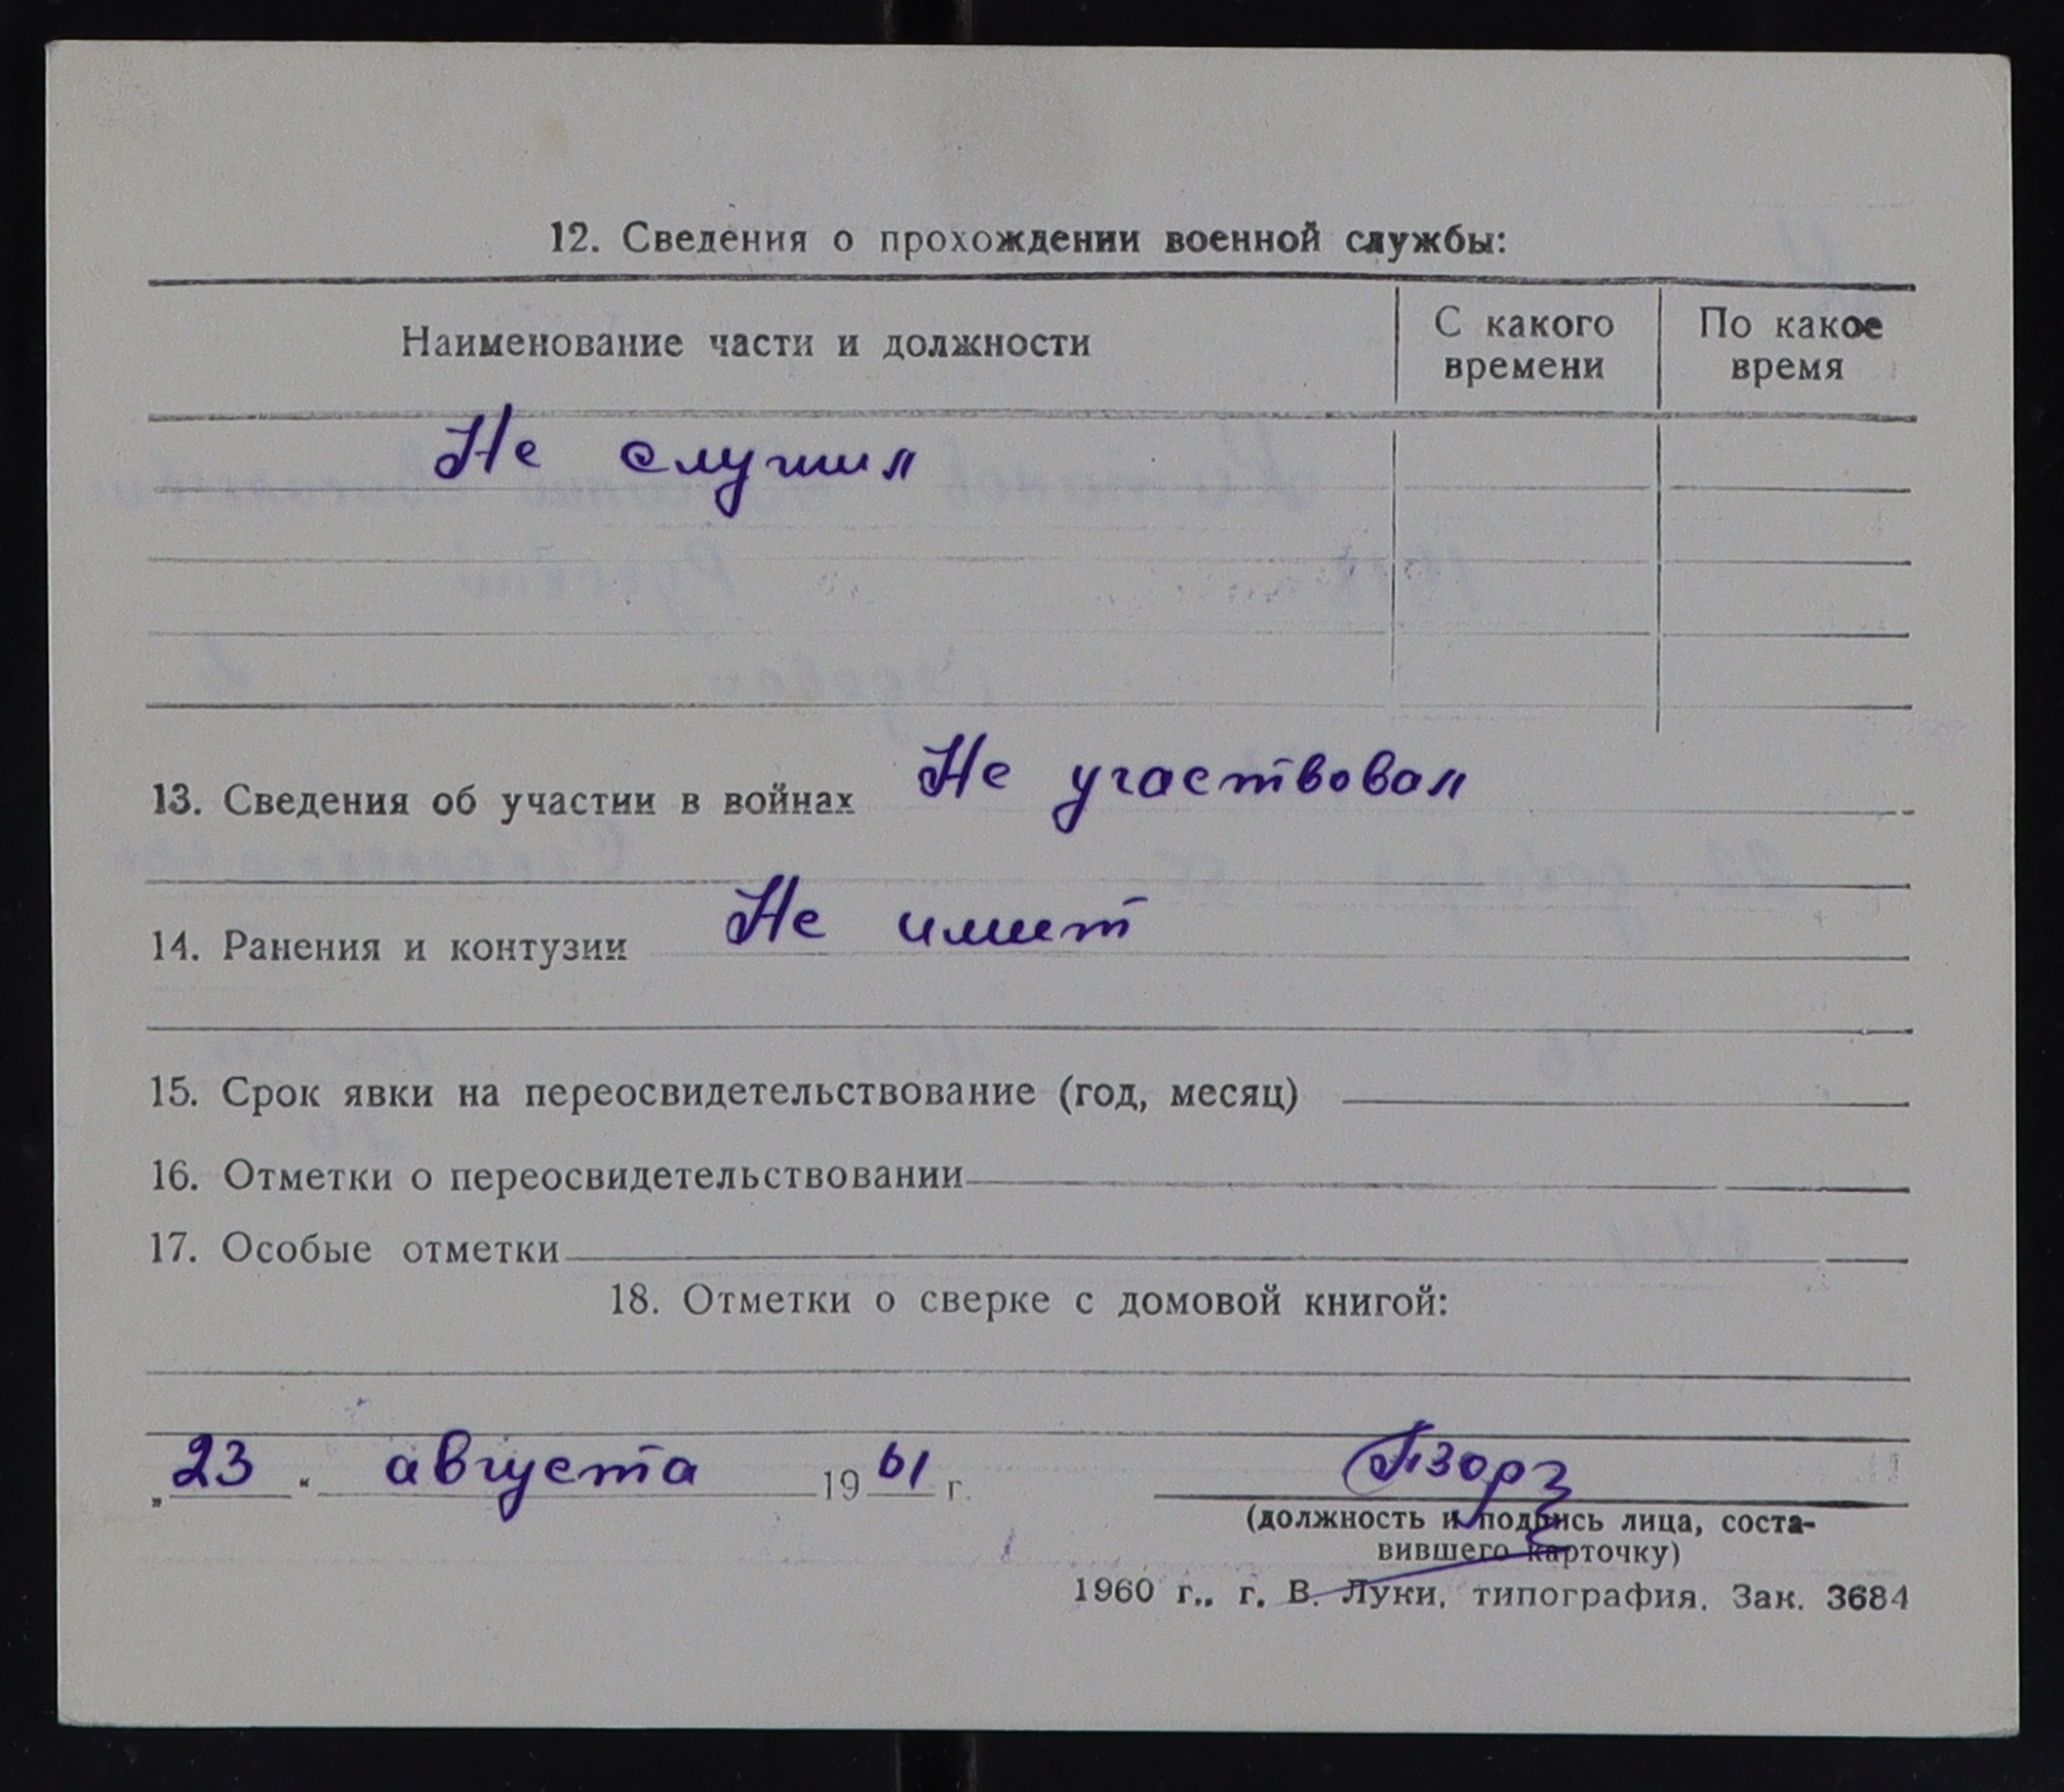 12. Сведения о прохождении военной службы:
Наименование части и должности
С какого времени
По какое время
Не служил
13. Сведения об участии в войнах Не участвовал
14. Ранения и контузии Не имеет
15. Срок явки на переосвидетельствование (год, месяц)
16. Отметки о переосвидетельствовании
17. Особые отметки
18. Отметки о сверке с домовой книгой:
„23“ августа 1961 г.
(должность и подпись лица, соста-
вившего карточку)
1960 г., г. В. Луки, типография. Зак. 3684